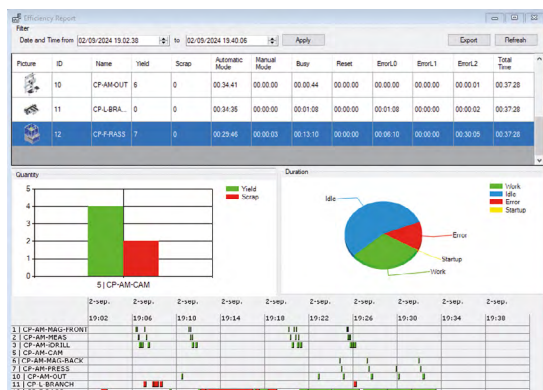 Efficiency Report
Filter
Date and Time from 02/09/2024 19.02.38 to 02/09/2024 19.40.06 Apply Export Refresh
Picture ID Name Yield Scrap Automatic Mode Manual Mode Busy Reset ErrorL0 ErrorL1 ErrorL2 Total Time
10 CP-AM-OUT 6 0 00:34:41 00:00:00 00:00:44 00:00:00 00:00:00 00:00:00 00:00:01 00:37:28
11 CP-L-BRA... 0 0 00:34:35 00:00:00 00:01:08 00:00:00 00:01:08 00:00:00 00:00:02 00:37:28
12 CP-F-RASS 7 0 00:29:46 00:00:03 00:13:10 00:00:00 00:06:10 00:00:00 00:30:05 00:37:28
Quantity
5
4
3
2
1
0
Yield
Scrap
5 | CP-AM-CAM
Duration
Idle
Error
Startup
Work
Work
Idle
Error
Startup
2-sep. 2-sep. 2-sep. 2-sep. 2-sep. 2-sep. 2-sep. 2-sep. 2-sep. 2-sep.
19:02 19:06 19:10 19:14 19:18 19:22 19:26 19:30 19:34 19:38
1 | CP-AM-MAG-FRONT
2 | CP-AM-MEAS
3 | CP-AM-iDRILL
5 | CP-AM-CAM
6 | CP-AM-MAG-BACK
7 | CP-AM-PRESS
10 | CP-AM-OUT
11 | CP-L-BRANCH